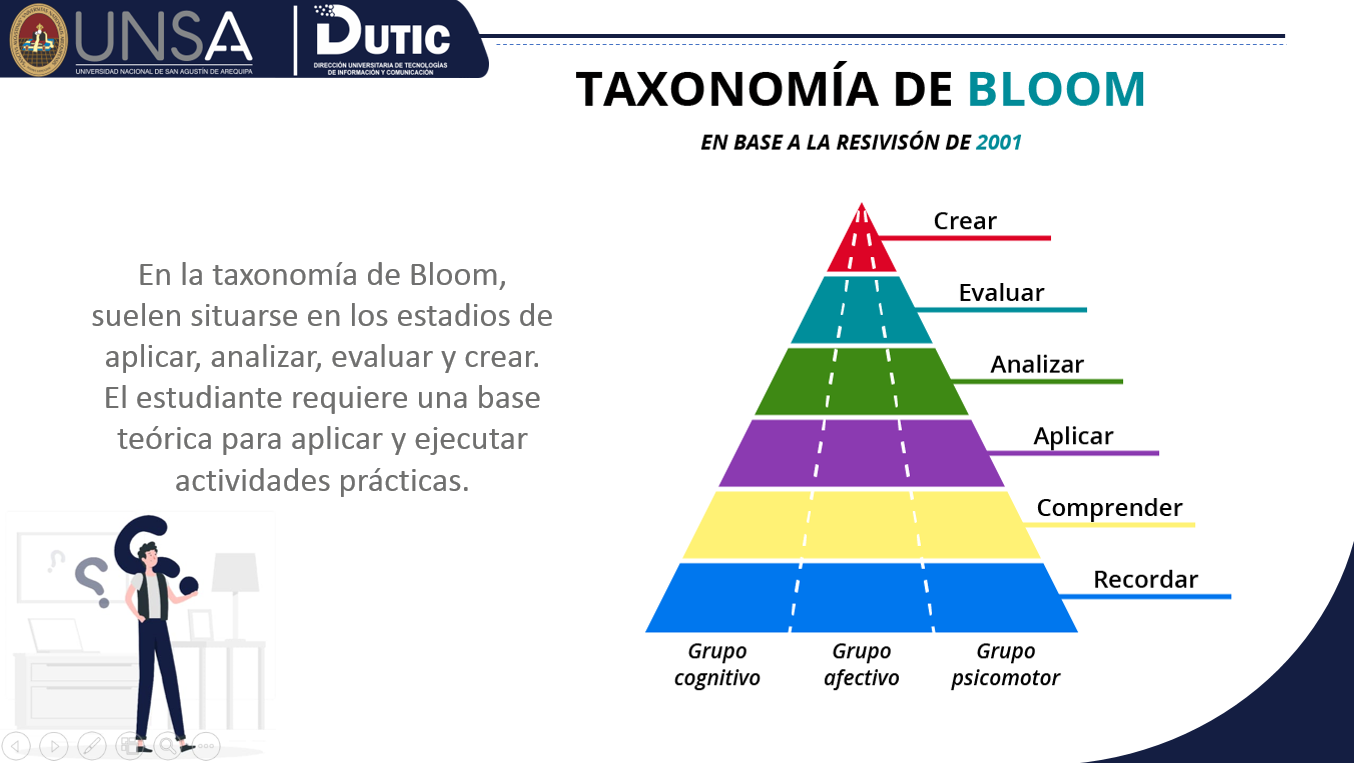 UNSA
UNIVERSIDAD NACIONAL DE SAN AGUSTÍN DE AREQUIPA
DUTIC
DIRECCIÓN UNIVERSITARIA DE TECNOLOGÍAS
DE INFORMACIÓN Y COMUNICACIÓN
TAXONOMÍA DE BLOOM
EN BASE A LA RESIVISÓN DE 2001
En la taxonomía de Bloom,
suelen situarse en los estadios de
aplicar, analizar, evaluar y crear.
El estudiante requiere una base
teórica para aplicar y ejecutar
actividades prácticas.
Crear
Evaluar
Analizar
Aplicar
Comprender
Recordar
Grupo
cognitivo
Grupo
afectivo
Grupo
psicomotor